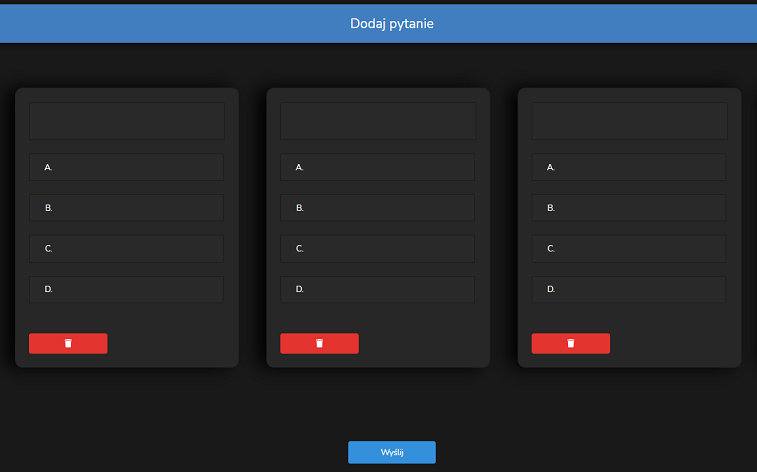 Dodaj pytanie
A.
B.
C.
D.
A.
B.
C.
D.
A.
B.
C.
D.
Wyślij